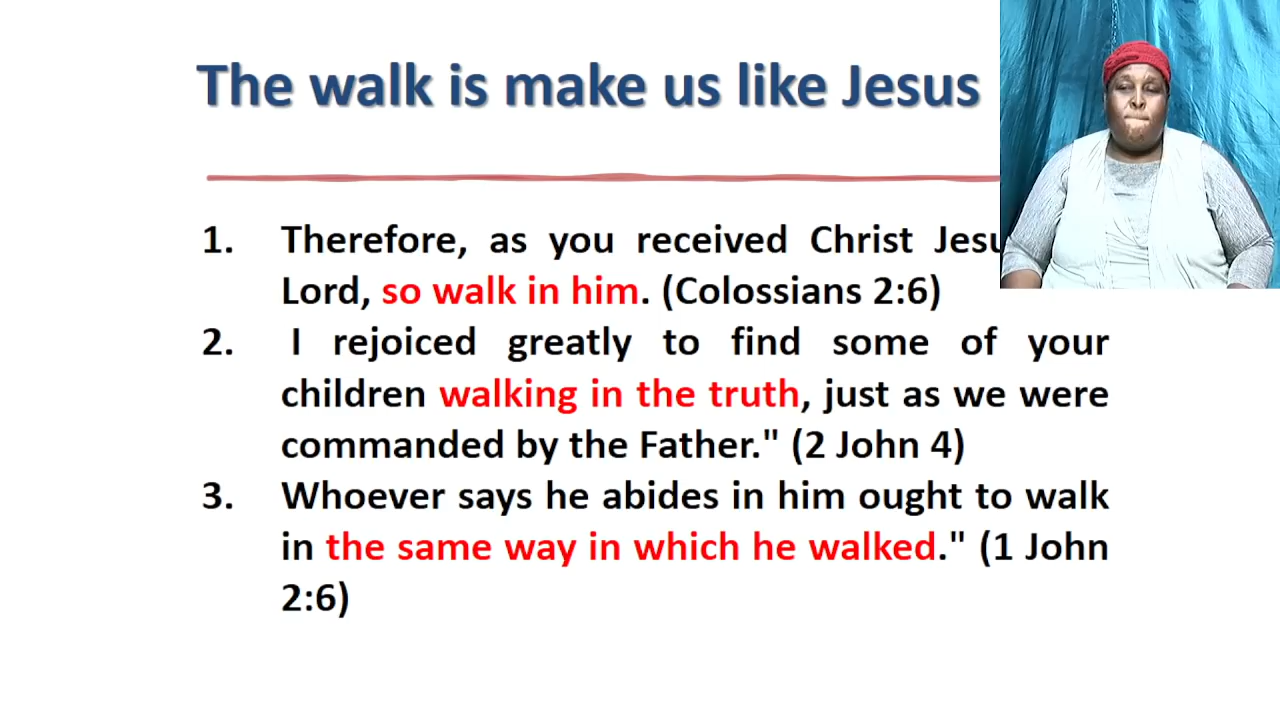 The walk is make us like Jesus
1. Therefore, as you received Christ
Lord, so walk in him. (Colossians 2:6)
2. I rejoiced greatly to find some of your
children walking in the truth, just as we were
commanded by the Father." (2 John 4)
3. Whoever says he abides in him ought to walk
in the same way in which he walked." (1 John
2:6)